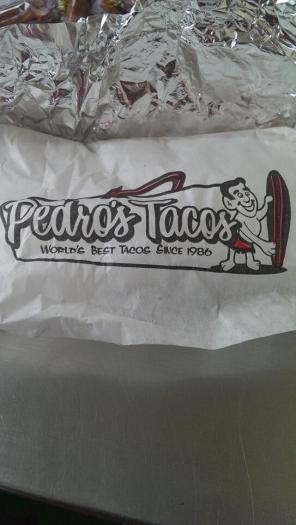 Pedro's Tacos
WORLD'S BEST TACOS SINCE 1986